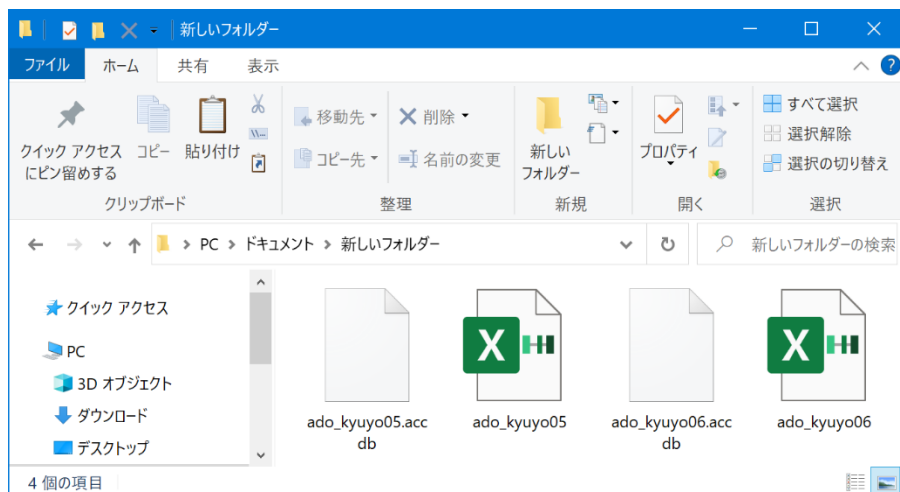 新しいフォルダー
ファイル ホーム 共有 表示
クイック アクセス
にピン留めする
コピー
貼り付け
クリップボード
移動先
コピー先
削除
名前の変更
整理
新しい
フォルダー
新規
プロパティ
開く
すべて選択
選択解除
選択の切り替え
選択
PC > ドキュメント > 新しいフォルダー
新しいフォルダーの検索
クイック アクセス
PC
3D オブジェクト
ダウンロード
デスクトップ
ado_kyuyo05.acc
db
ado_kyuyo05
ado_kyuyo06.acc
db
ado_kyuyo06
4 個の項目